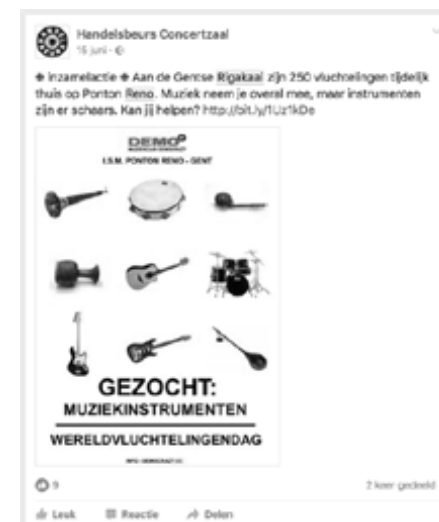 Handelsbeurs Concertzaal
15 juni ·
✚ inzamelactie ✚ Aan de Gentse Rigakaai zijn 250 vluchtelingen tijdelijk
thuis op Ponton Reno. Muziek neem je overal mee, maar instrumenten
zijn er schaars. Kan jij helpen? http://bit.ly/1Uz1kDe
DEMO
I.S.M. PONTON RENO - GENT
GEZOCHT:
MUZIEKINSTRUMENTEN
WERELDVLUCHTELINGENDAG
9
2 keer gedeeld
Leuk Reactie Delen